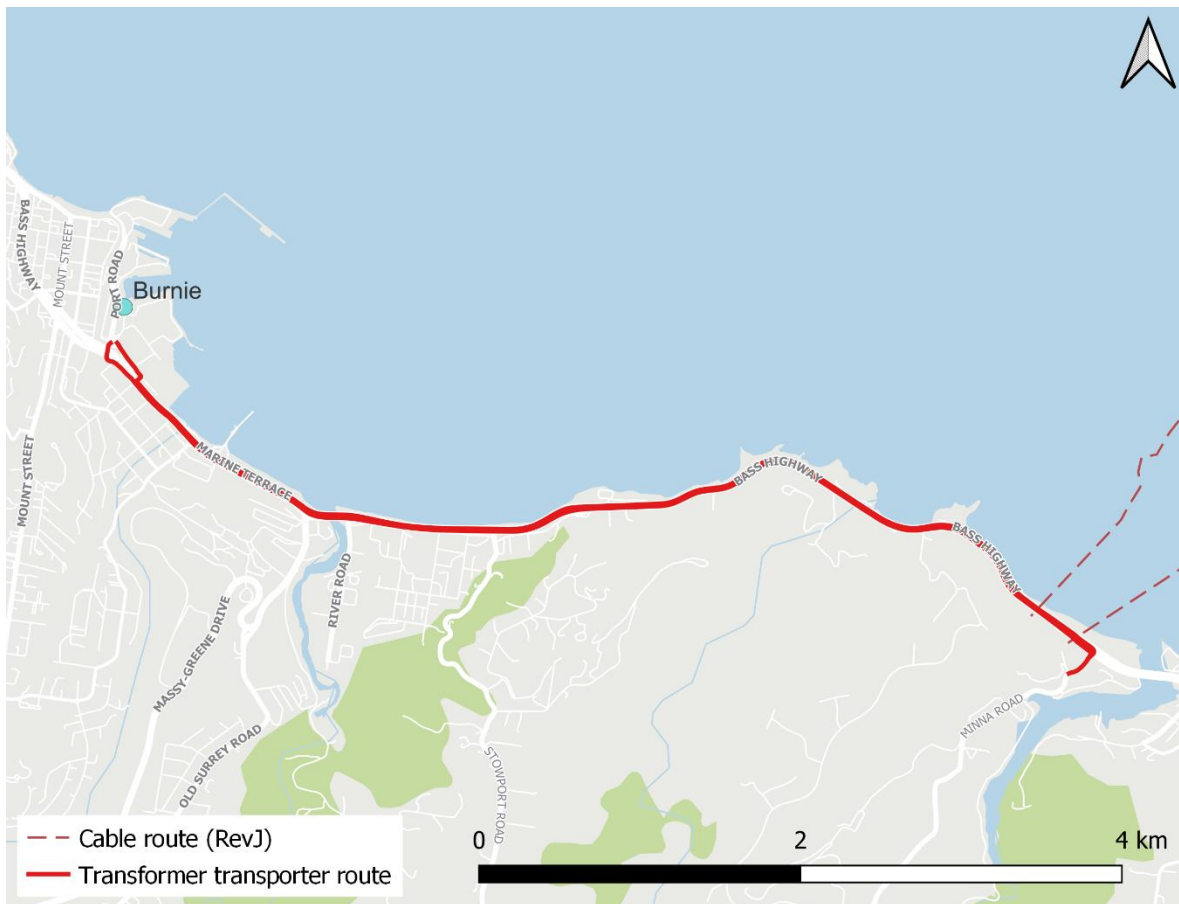 BASS HIGHWAY
MOUNT STREET
PORT ROAD
Burnie
MOUNT STREET
MARINE TERRACE
BASS HIGHWAY
BASS HIGHWAY
RIVER ROAD
MASSY-GREENE DRIVE
OLD SURREY ROAD
STOWPORT ROAD
MINNA ROAD
Cable route (RevJ)
Transformer transporter route
0 2 4 km